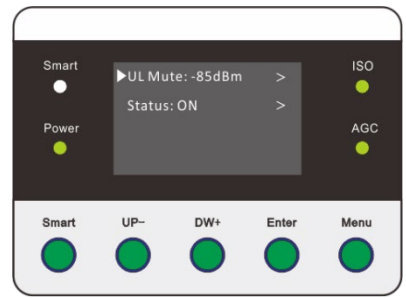 Smart
ISO
▶UL Mute: -85dBm >
Status: ON >
Power
AGC
Smart UP-- DW+ Enter Menu